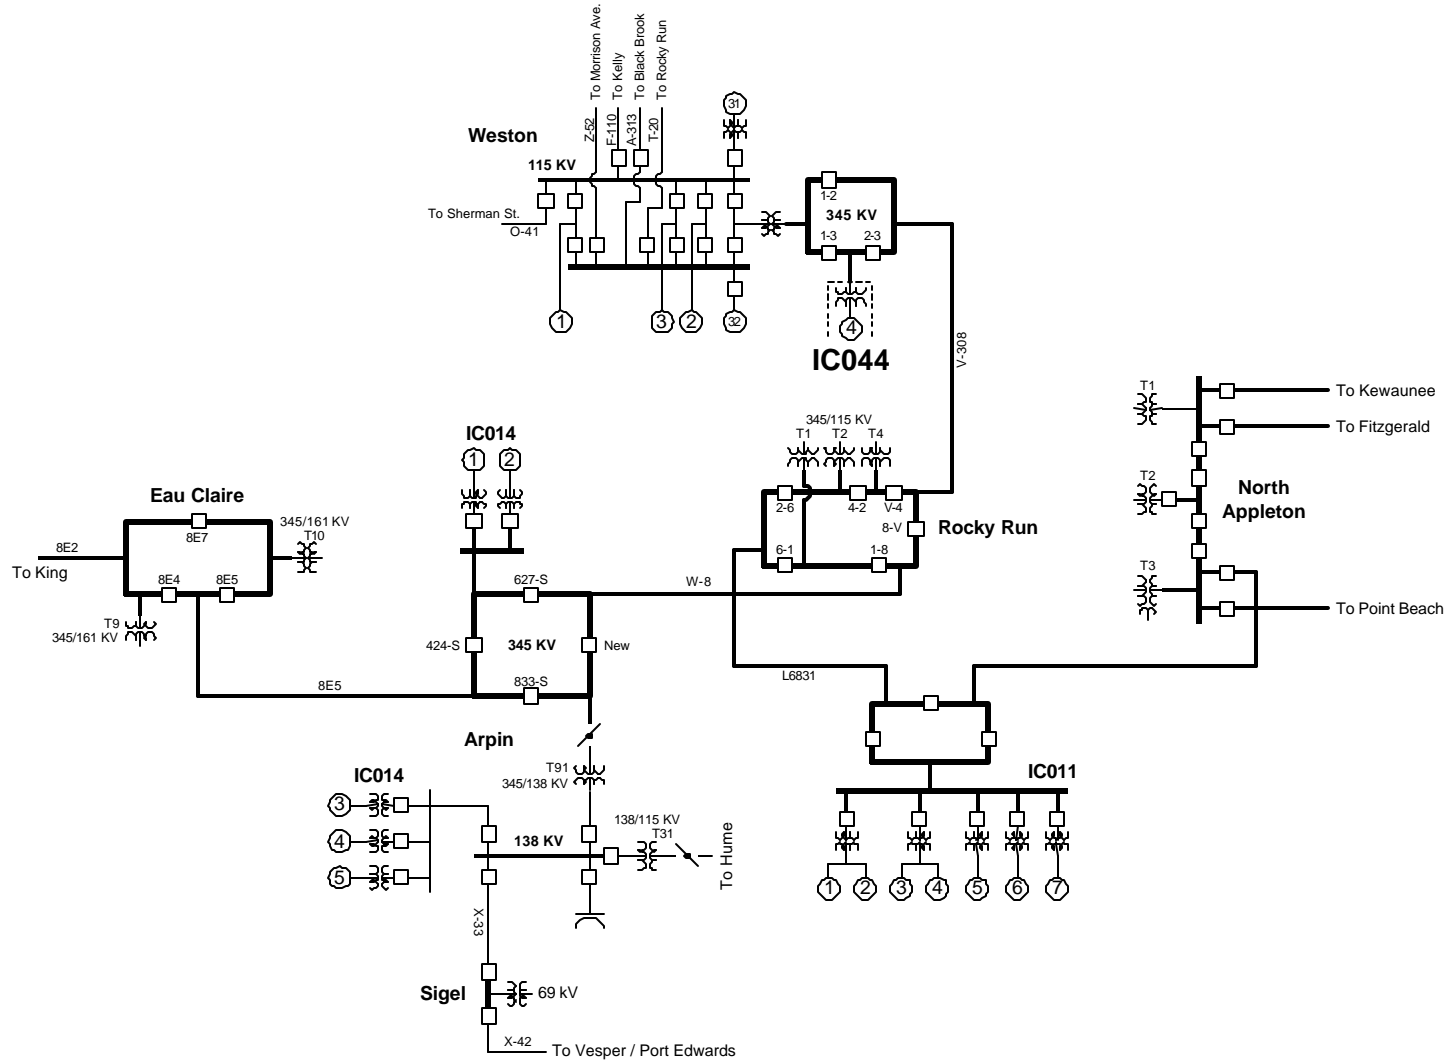 To Morrison Ave.
To Kelly
To Black Brook
To Rocky Run
Z-52
F-110
A-313
T-20
31
Weston
115 KV
To Sherman St.
O-41
1
3
2
32
1-2
345 KV
1-3
2-3
4
IC044
V-308
345/115 KV
T1
T2
T4
2-6
4-2
V-4
8-V
6-1
1-8
Rocky Run
T1
T2
T3
To Kewaunee
To Fitzgerald
North
Appleton
To Point Beach
IC014
1
2
Eau Claire
8E7
345/161 KV
T10
8E2
To King
8E4
8E5
T9
345/161 KV
8E5
627-S
424-S
345 KV
New
833-S
W-8
L6831
Arpin
T91
345/138 KV
IC014
3
4
5
138 KV
138/115 KV
T31
To Hume
X-33
Sigel
69 kV
X-42
To Vesper / Port Edwards
IC011
1
2
3
4
5
6
7